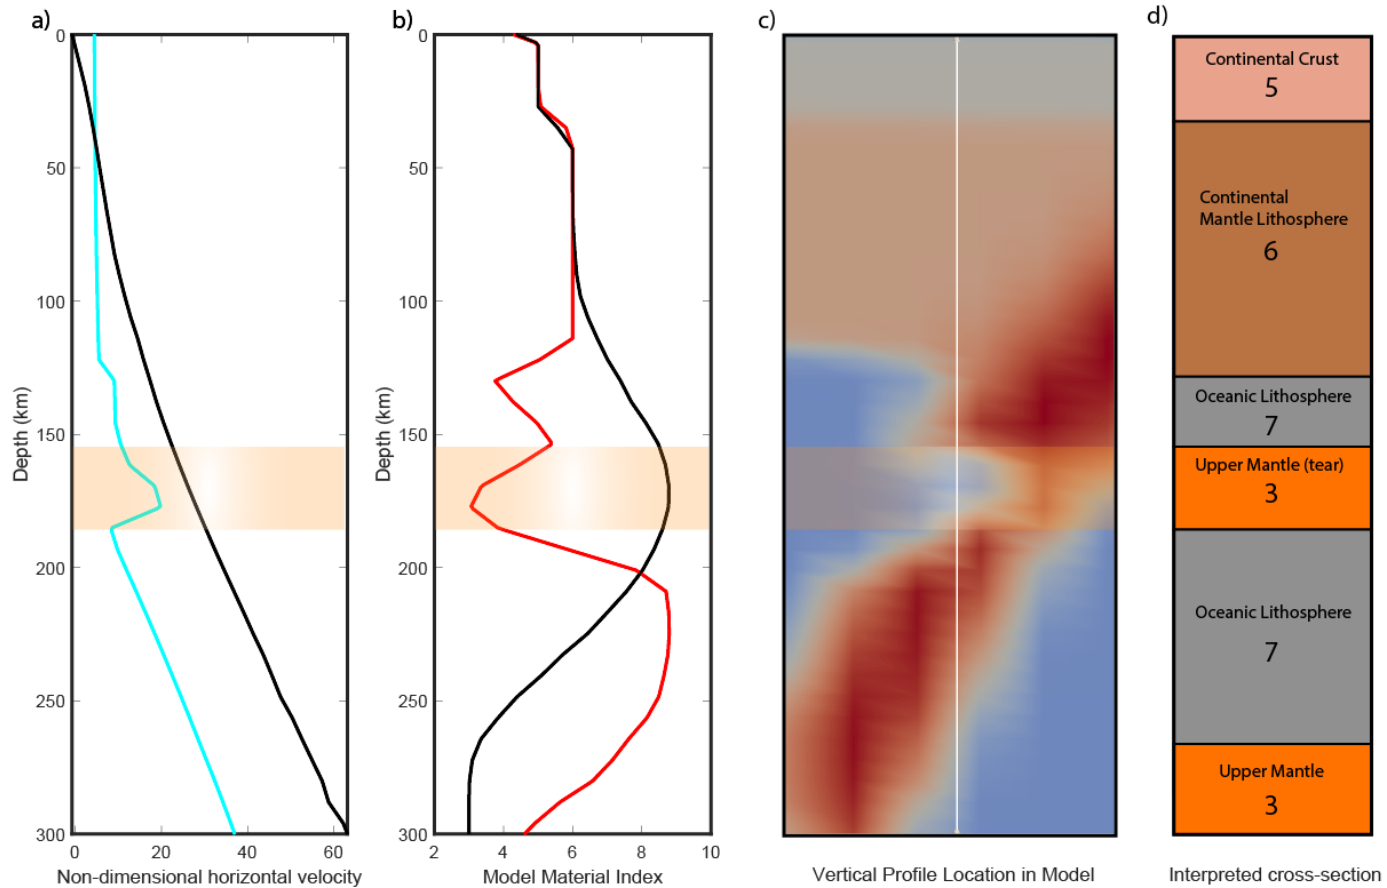 a)
b)
c)
d)
0
50
100
150
200
250
300
Depth (km)
0
20
40
60
Non-dimensional horizontal velocity
0
50
100
150
200
250
300
Depth (km)
2
4
6
8
10
Model Material Index
Vertical Profile Location in Model
Continental Crust
5
Continental
Mantle Lithosphere
6
Oceanic Lithosphere
7
Upper Mantle (tear)
3
Oceanic Lithosphere
7
Upper Mantle
3
Interpreted cross-section